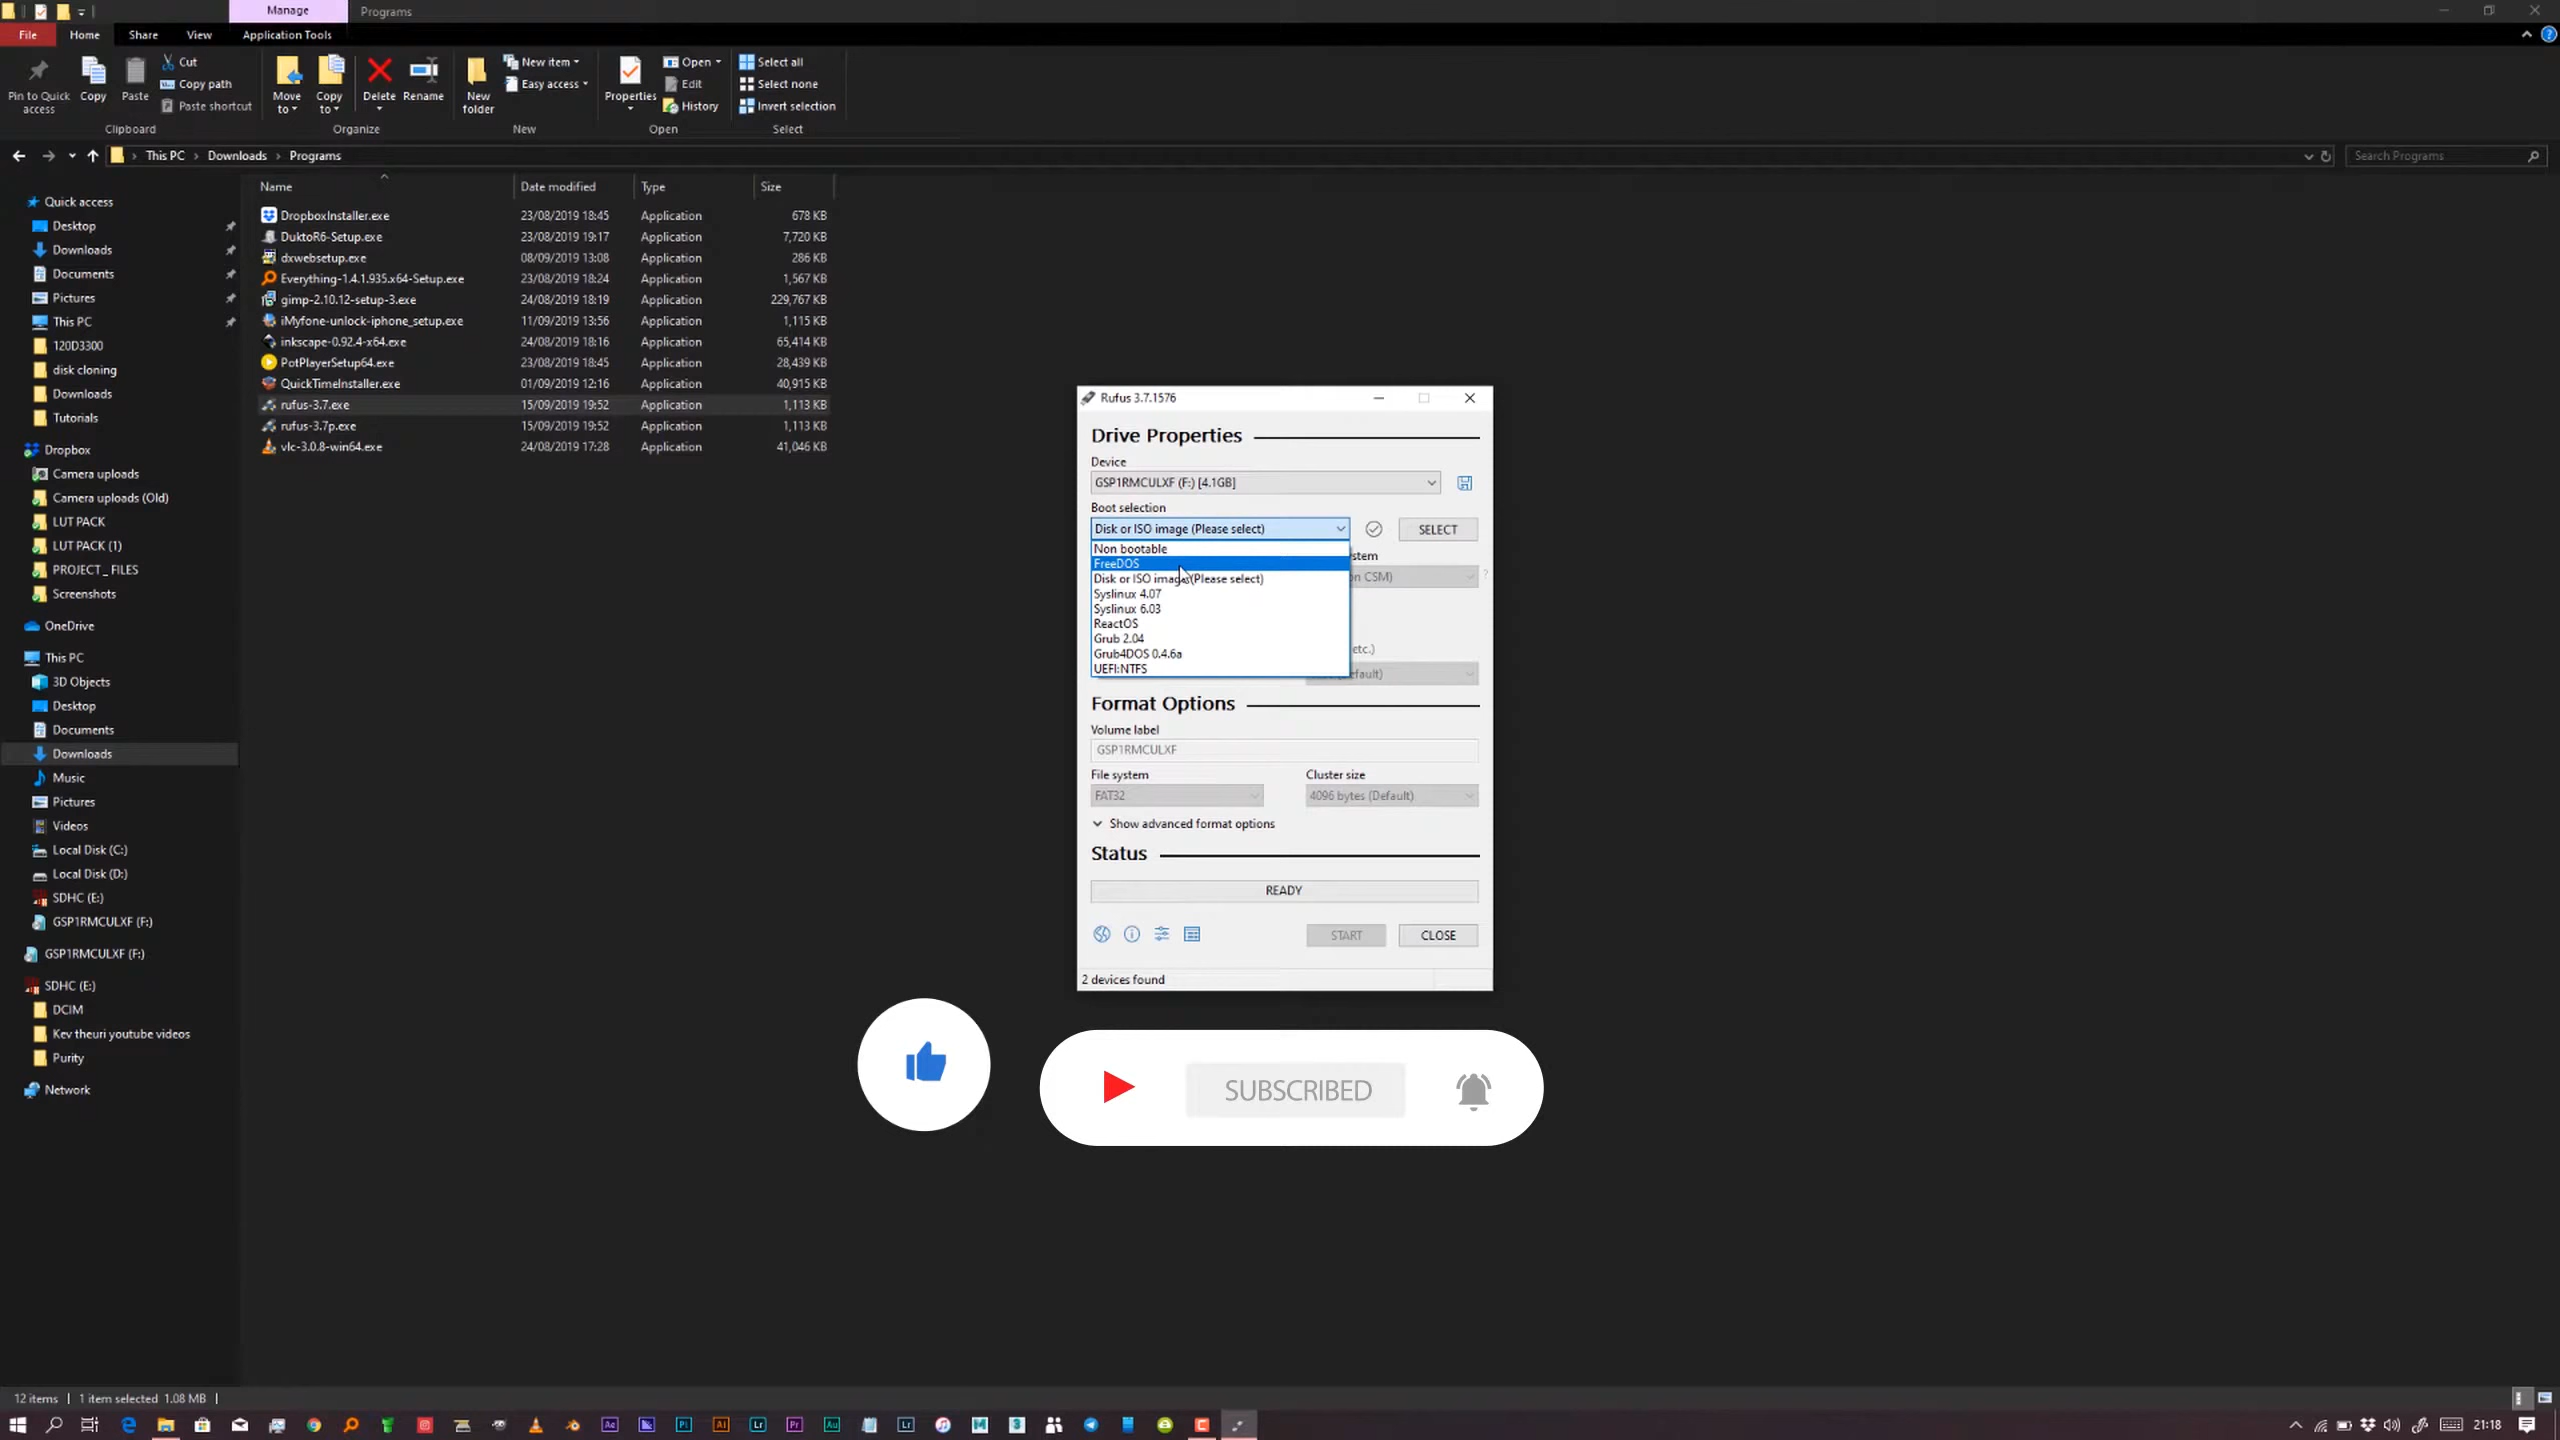 Manage Programs
File Home Share View Application Tools
Pin to Quick access
Copy
Paste
Cut
Copy path
Paste shortcut
Clipboard
Move to
Copy to
Delete
Rename
Organize
New folder
New item
Easy access
New
Properties
Open
Edit
History
Open
Select all
Select none
Invert selection
Select
This PC Downloads Programs
Search Programs
Quick access
Desktop
Downloads
Documents
Pictures
This PC
120D3300
disk cloning
Downloads
Tutorials
Dropbox
Camera uploads
Camera uploads (Old)
LUT PACK
LUT PACK (1)
PROJECT_FILES
Screenshots
OneDrive
This PC
3D Objects
Desktop
Documents
Downloads
Music
Pictures
Videos
Local Disk (C:)
Local Disk (D:)
SDHC (E:)
GSP1RMCULXF (F:)
GSP1RMCULXF (F:)
SDHC (E:)
DCIM
Kev theuri youtube videos
Purity
Network
Name Date modified Type Size
DropboxInstaller.exe 23/08/2019 18:45 Application 678 KB
DuktoR6-Setup.exe 23/08/2019 19:17 Application 7,720 KB
dxwebsetup.exe 08/09/2019 13:08 Application 286 KB
Everything-1.4.1.935.x64-Setup.exe 23/08/2019 18:24 Application 1,567 KB
gimp-2.10.12-setup-3.exe 24/08/2019 18:19 Application 229,767 KB
iMyfone-unlock-iphone_setup.exe 11/09/2019 13:56 Application 1,115 KB
inkscape-0.92.4-x64.exe 24/08/2019 18:16 Application 65,414 KB
PotPlayerSetup64.exe 23/08/2019 18:45 Application 28,439 KB
QuickTimeInstaller.exe 01/09/2019 12:16 Application 40,915 KB
rufus-3.7.exe 15/09/2019 19:52 Application 1,113 KB
rufus-3.7p.exe 15/09/2019 19:52 Application 1,113 KB
vlc-3.0.8-win64.exe 24/08/2019 17:28 Application 41,046 KB
Rufus 3.7.1576
Drive Properties
Device
GSP1RMCULXF (F:) [4.1GB]
Boot selection
Disk or ISO image (Please select) SELECT
Non bootable
FreeDOS
Disk or ISO image (Please select)
Syslinux 4.07
Syslinux 6.03
ReactOS
Grub 2.04
Grub4DOS 0.4.6a
UEFI:NTFS
stem
on CSM) ?
etc.)
fault)
Format Options
Volume label
GSP1RMCULXF
File system Cluster size
FAT32 4096 bytes (Default)
Show advanced format options
Status
READY
START CLOSE
2 devices found
SUBSCRIBED
12 items 1 item selected 1.08 MB
Ae Pl Ai Lr Pr Au Lr M 3 21:18